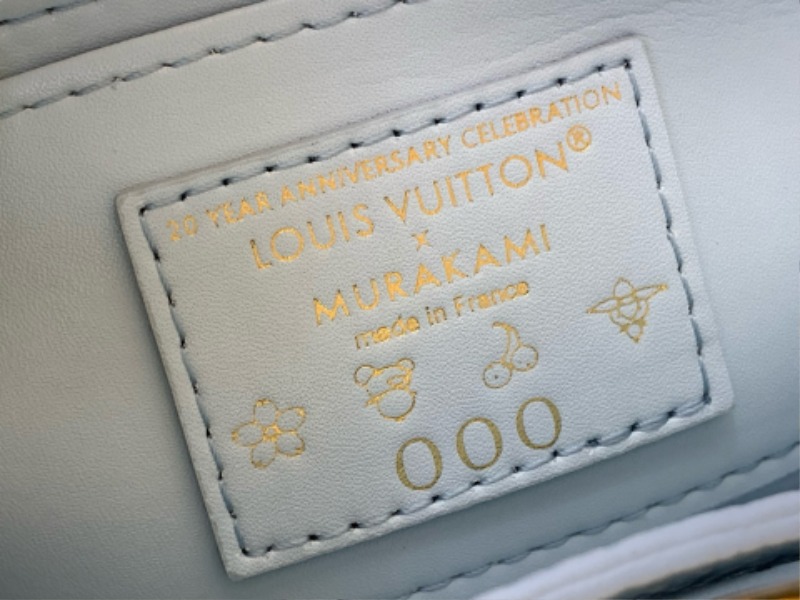 20 YEAR ANNIVERSARY CELEBRATION
LOUIS VUITTON®
x
MURAKAMI
made in France
000